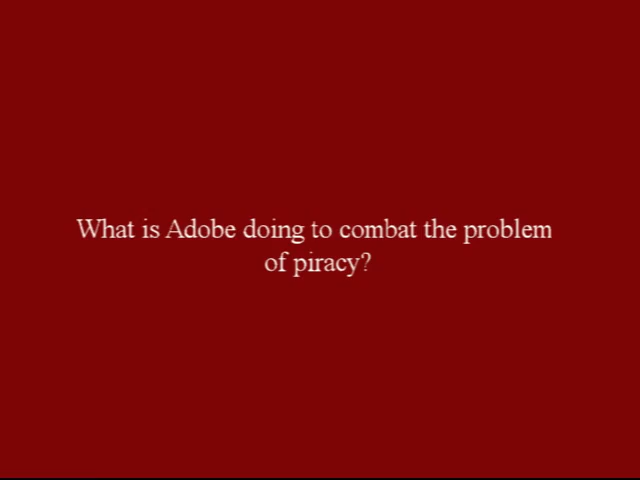 What is Adobe doing to combat the problem
of piracy?